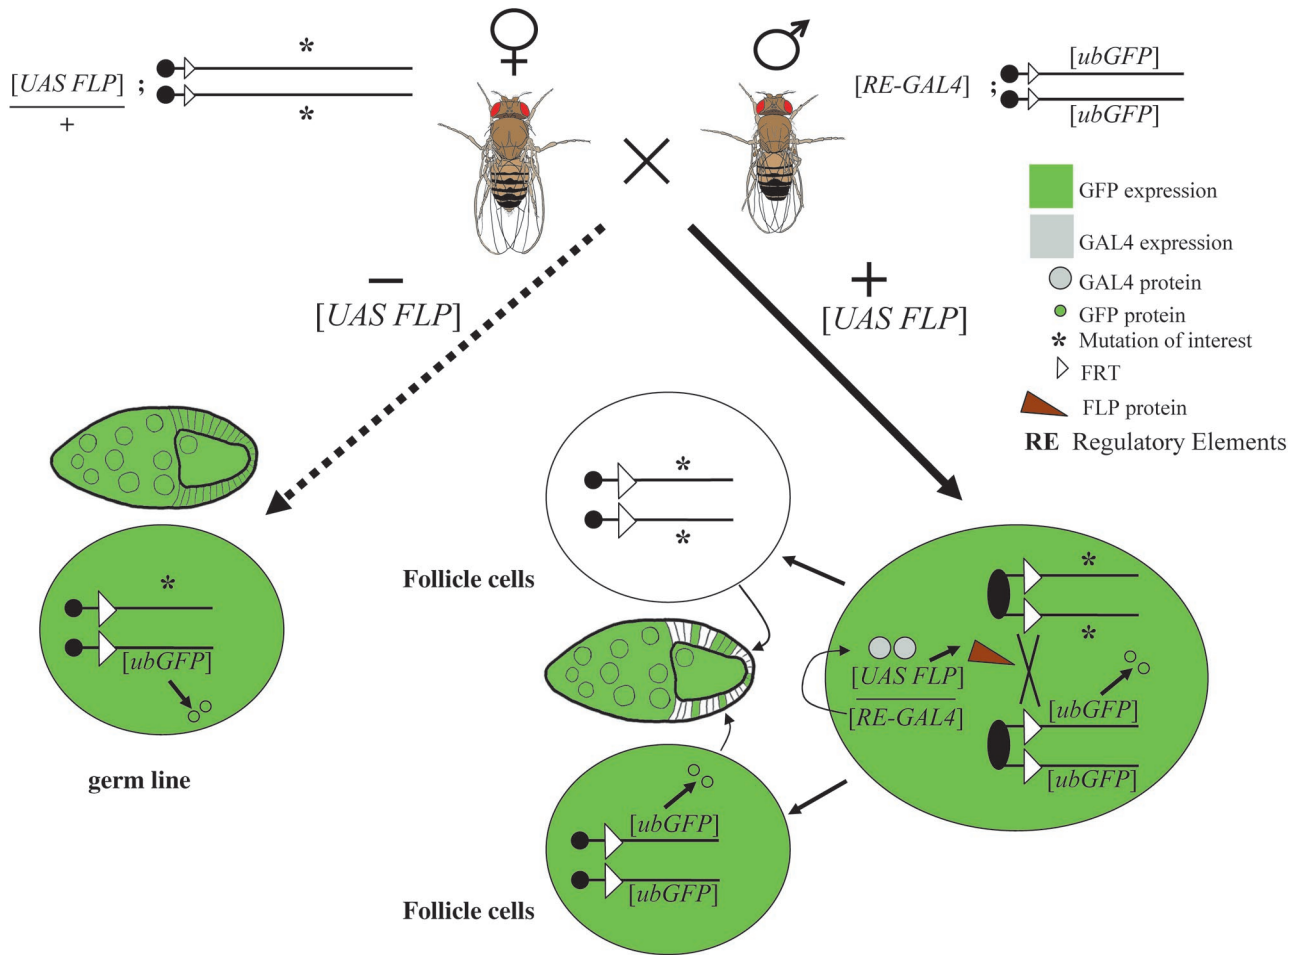 [UAS FLP]
+
;
*
*
[RE-GAL4]
;
[ubGFP]
[ubGFP]
GFP expression
GAL4 expression
GAL4 protein
GFP protein
* Mutation of interest
FRT
FLP protein
RE Regulatory Elements
−
[UAS FLP]
+
[UAS FLP]
*
[ubGFP]
germ line
*
*
Follicle cells
[ubGFP]
[ubGFP]
Follicle cells
*
*
[UAS FLP]
[RE-GAL4]
[ubGFP]
[ubGFP]